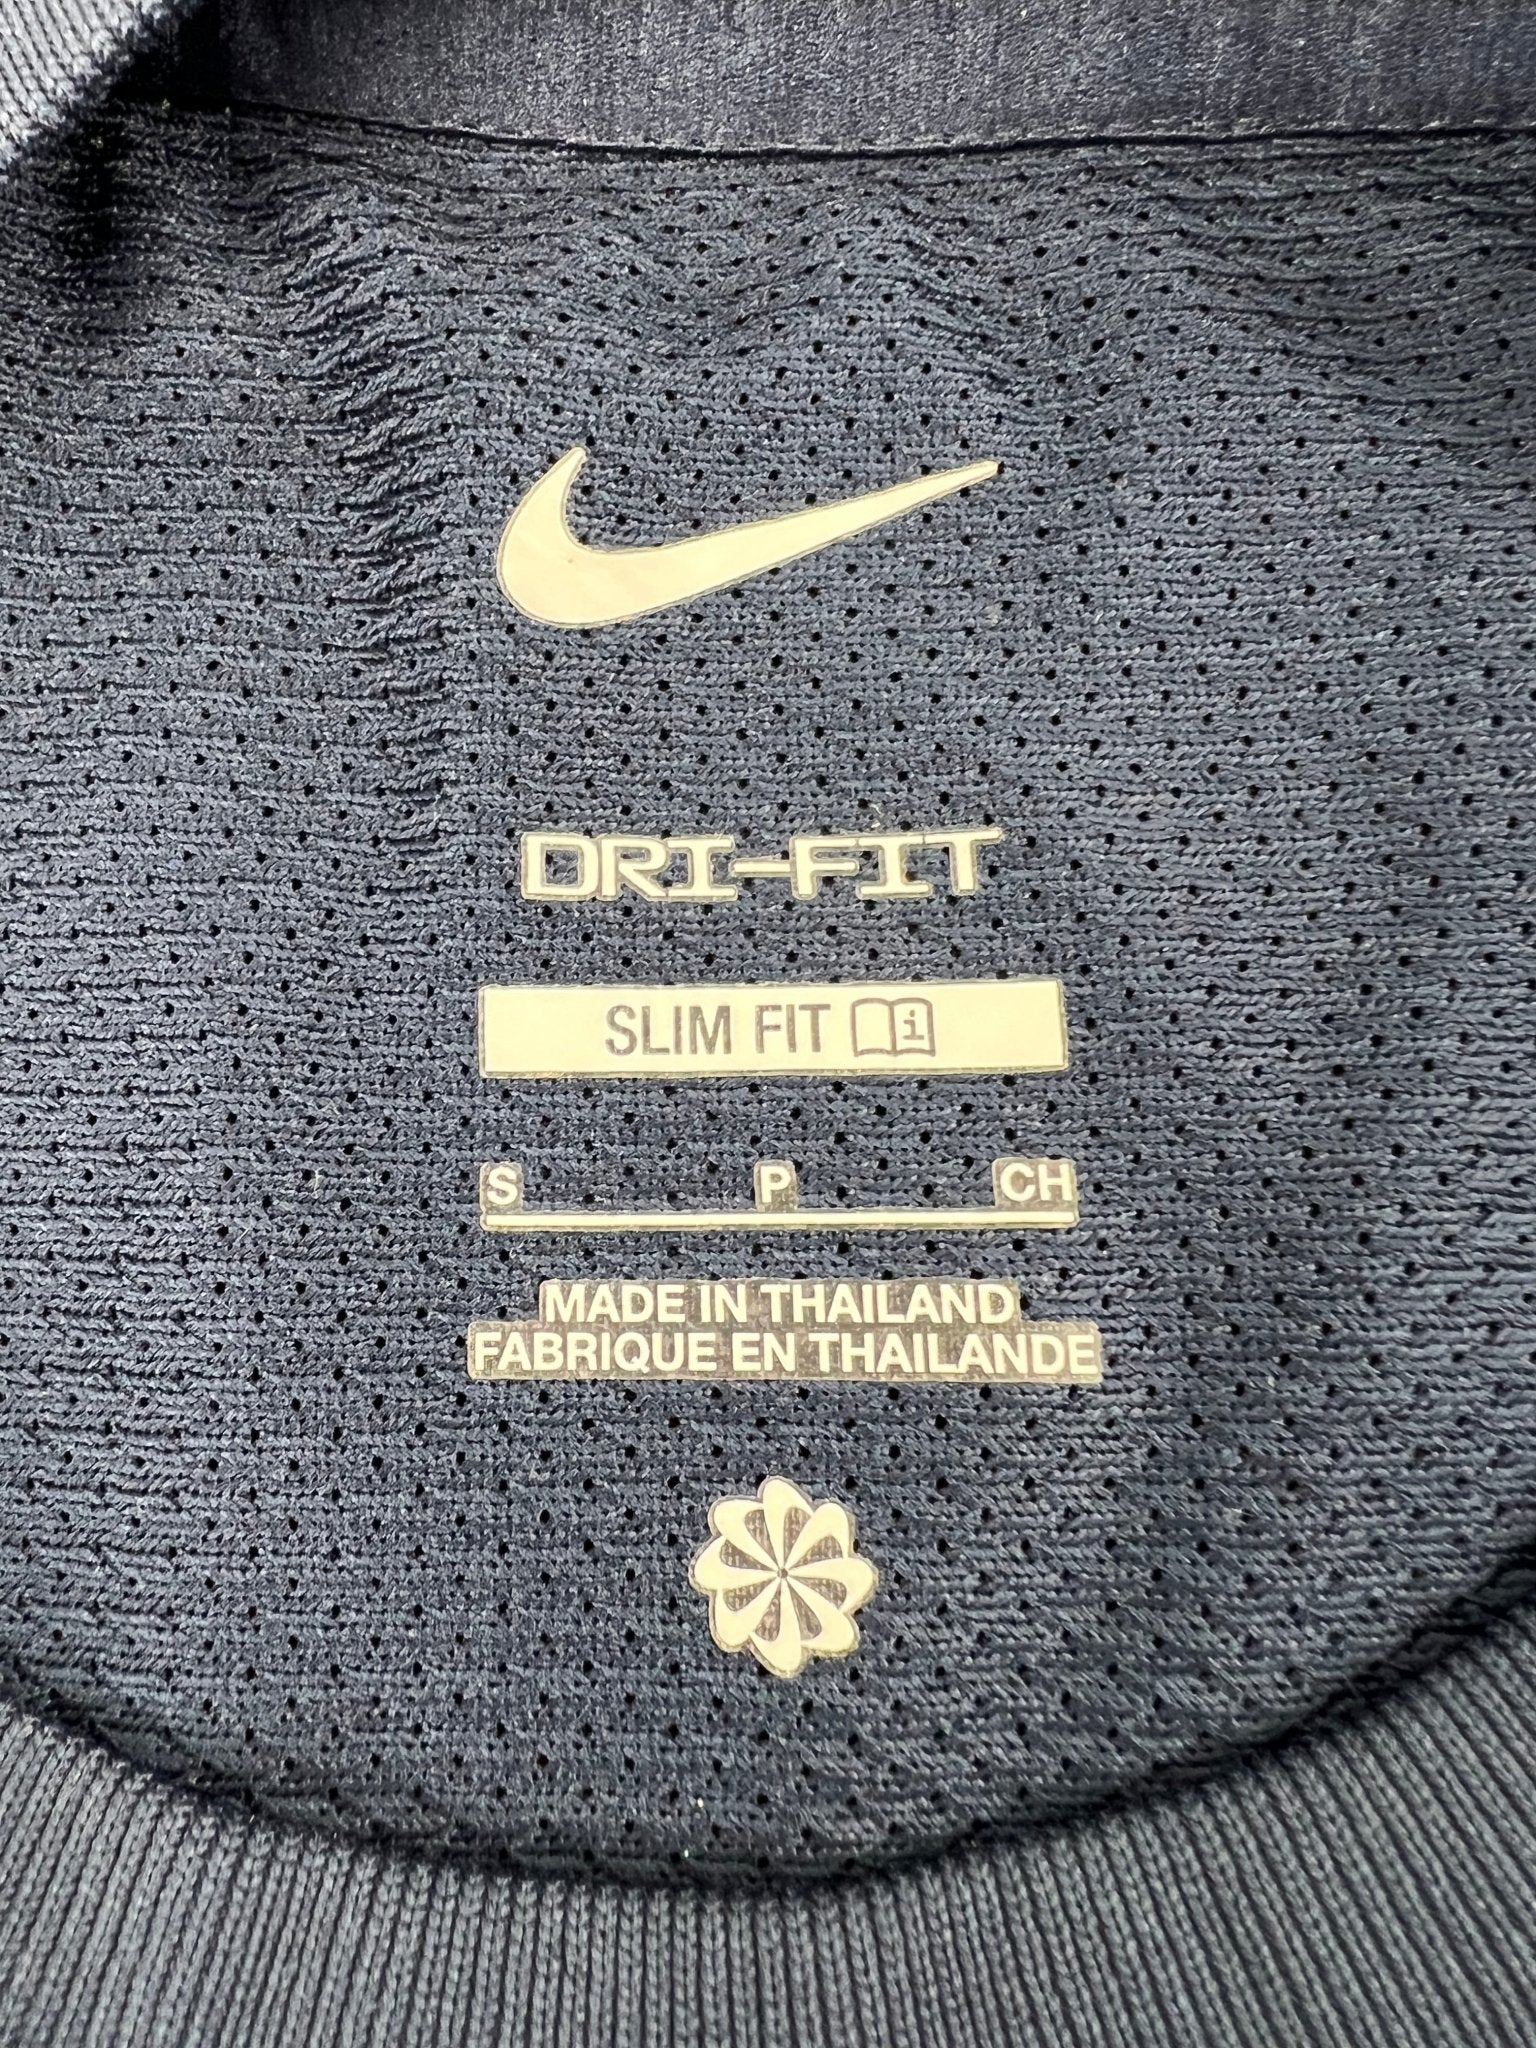 DRI-FIT
SLIM FIT i
S P CH
MADE IN THAILAND
FABRIQUE EN THAILANDE